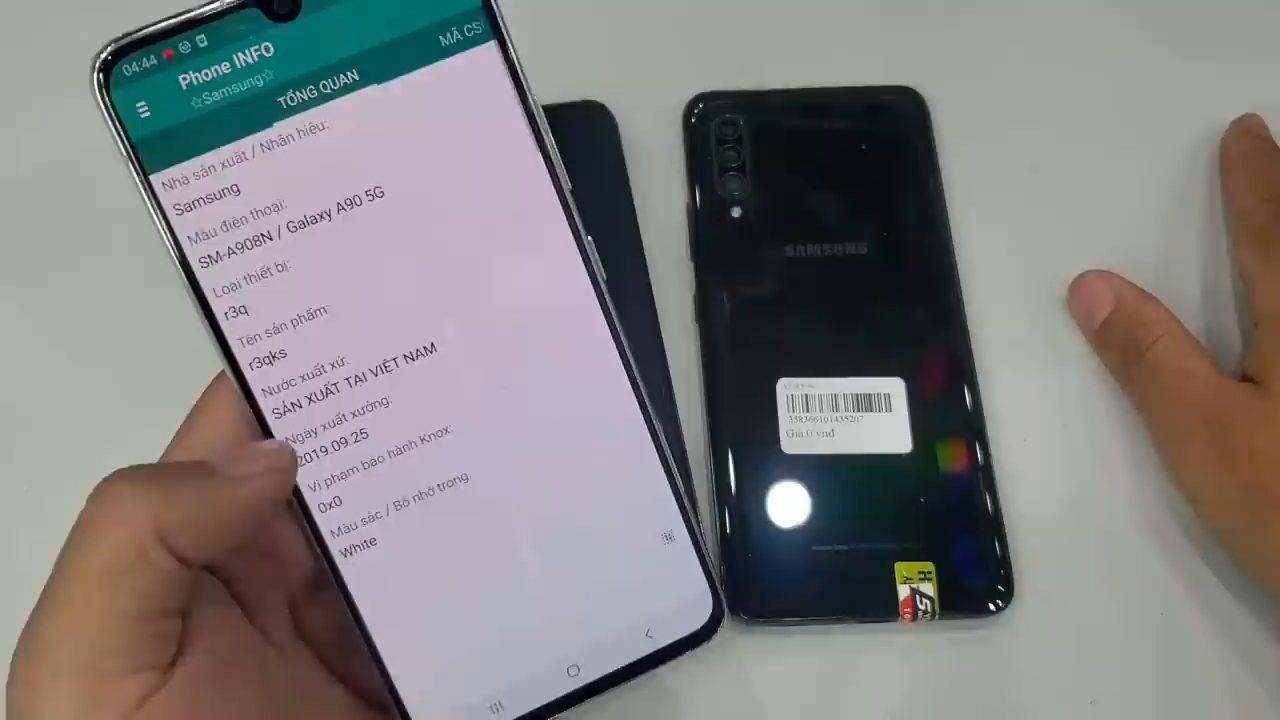 04:44
Phone INFO
☆Samsung☆
TỔNG QUAN
MÃ CS
Nhà sản xuất / Nhãn hiệu:
Samsung
Mẫu điện thoại:
SM-A908N / Galaxy A90 5G
Loại thiết bị:
r3q
Tên sản phẩm:
r3qks
Nước xuất xứ:
SẢN XUẤT TẠI VIỆT NAM
Ngày xuất xưởng:
2019.09.25
Vi phạm bảo hành Knox:
0x0
Màu sắc / Bộ nhớ trong:
White
SAMSUNG
358366101435207
Giá:0 vnd